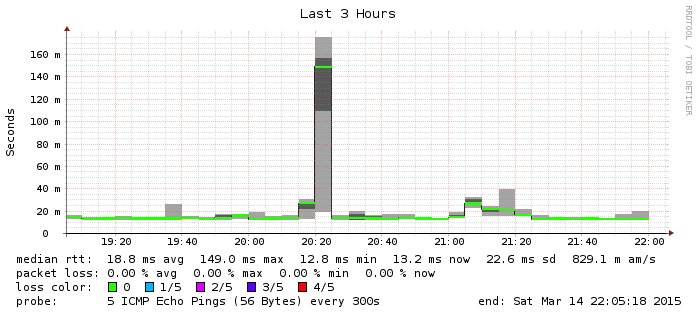 Last 3 Hours
RRDTOOL / TOBI OETIKER
Seconds
160 m
140 m
120 m
100 m
80 m
60 m
40 m
20 m
0
19:20 19:40 20:00 20:20 20:40 21:00 21:20 21:40 22:00
median rtt: 18.8 ms avg 149.0 ms max 12.8 ms min 13.2 ms now 22.6 ms sd 829.1 m am/s
packet loss: 0.00 % avg 0.00 % max 0.00 % min 0.00 % now
loss color: 0 1/5 2/5 3/5 4/5
probe: 5 ICMP Echo Pings (56 Bytes) every 300s end: Sat Mar 14 22:05:18 2015